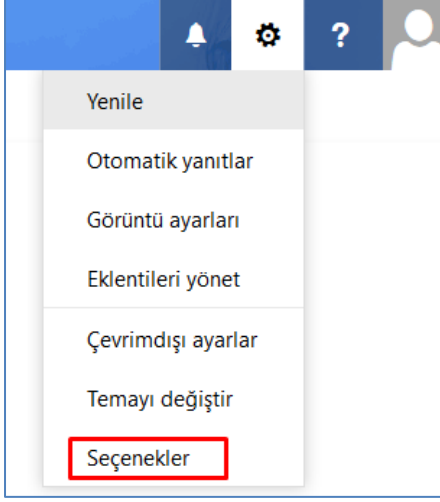 ?
Yenile
Otomatik yanıtlar
Görüntü ayarları
Eklentileri yönet
Çevrimdışı ayarlar
Temayı değiştir
Seçenekler